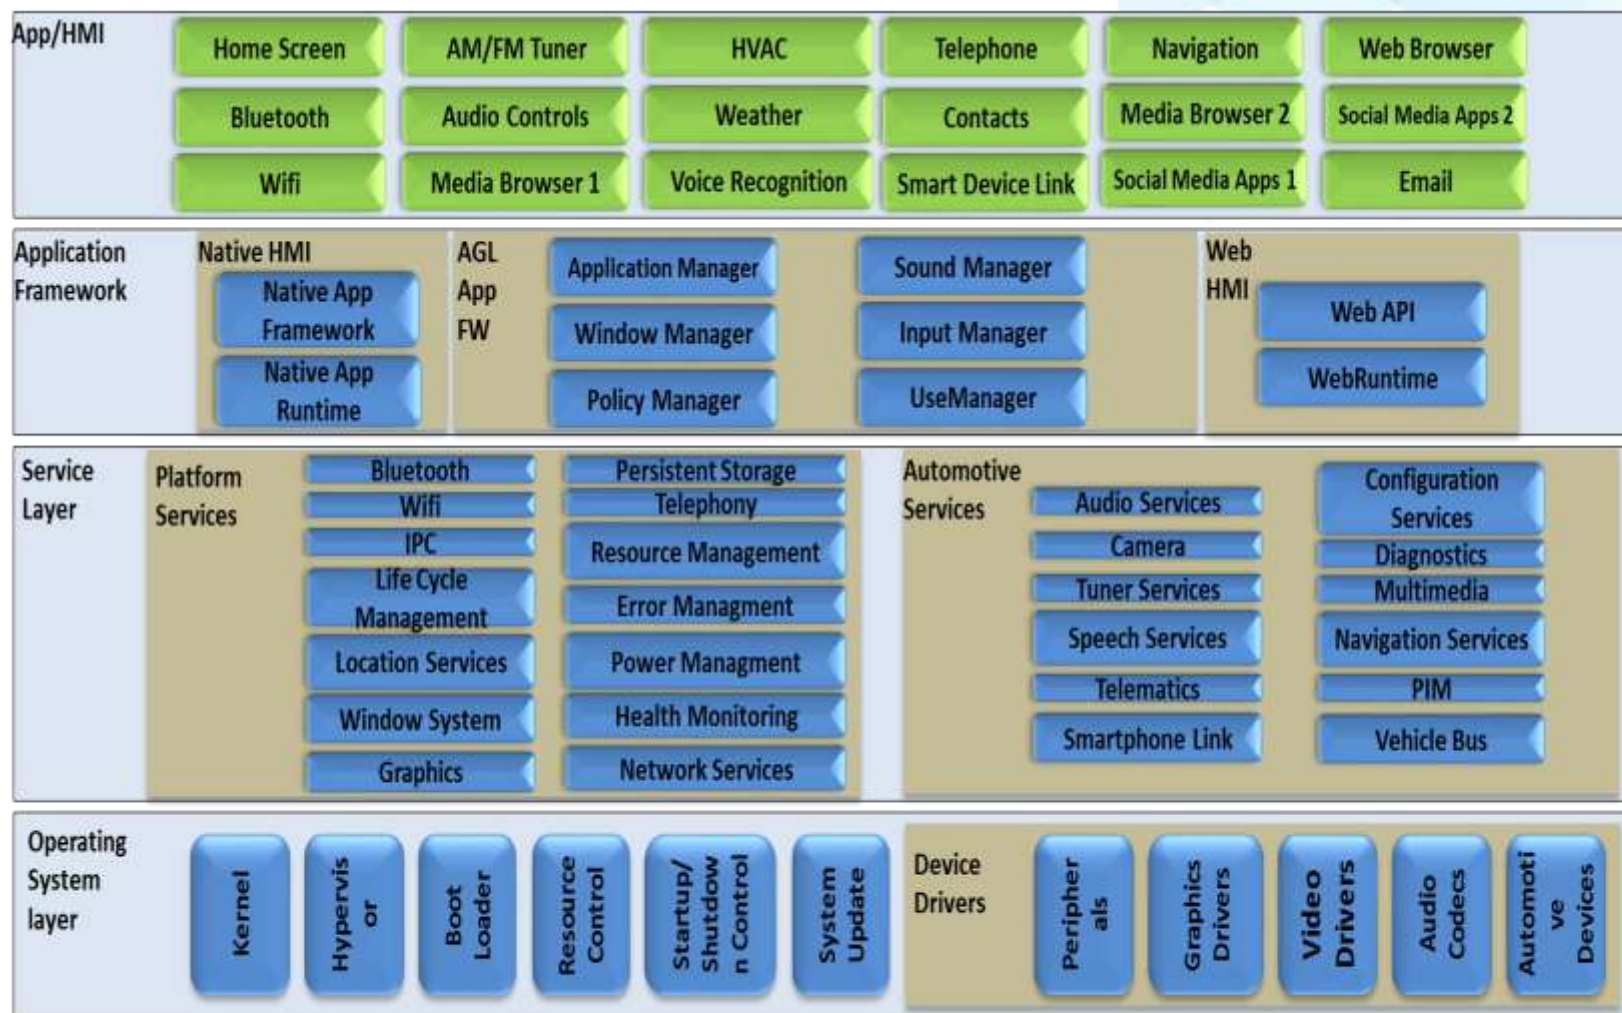 App/HMI
Home Screen
AM/FM Tuner
HVAC
Telephone
Navigation
Web Browser
Bluetooth
Audio Controls
Weather
Contacts
Media Browser 2
Social Media Apps 2
Wifi
Media Browser 1
Voice Recognition
Smart Device Link
Social Media Apps 1
Email
Application
Framework
Native HMI
Native App
Framework
Native App
Runtime
AGL
App
FW
Application Manager
Sound Manager
Window Manager
Input Manager
Policy Manager
UseManager
Web
HMI
Web API
WebRuntime
Service
Layer
Platform
Services
Bluetooth
Wifi
IPC
Life Cycle
Management
Location Services
Window System
Graphics
Persistent Storage
Telephony
Resource Management
Error Managment
Power Managment
Health Monitoring
Network Services
Automotive
Services
Audio Services
Camera
Tuner Services
Speech Services
Telematics
Smartphone Link
Configuration
Services
Diagnostics
Multimedia
Navigation Services
PIM
Vehicle Bus
Operating
System
layer
Kernel
Hypervis
or
Boot
Loader
Resource
Control
Startup/
Shutdow
n Control
System
Update
Device
Drivers
Peripher
als
Graphics
Drivers
Video
Drivers
Audio
Codecs
Automoti
ve
Devices